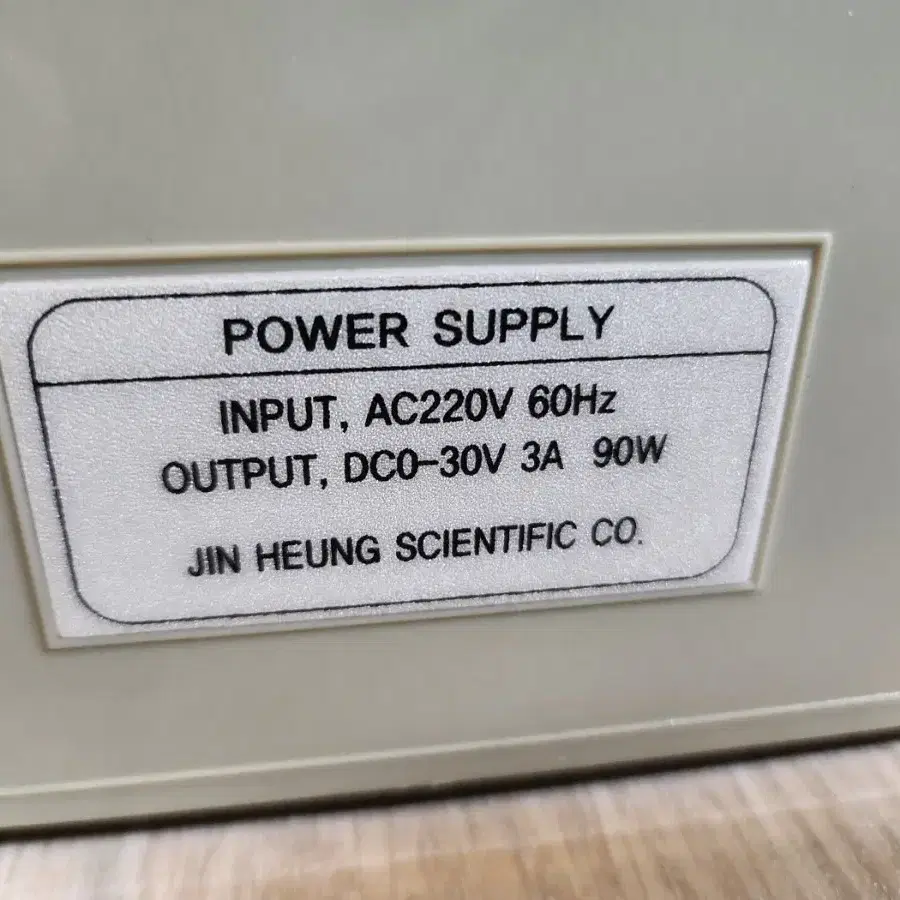 POWER SUPPLY
INPUT, AC220V 60Hz
OUTPUT, DC0-30V 3A 90W
JIN HEUNG SCIENTIFIC CO.